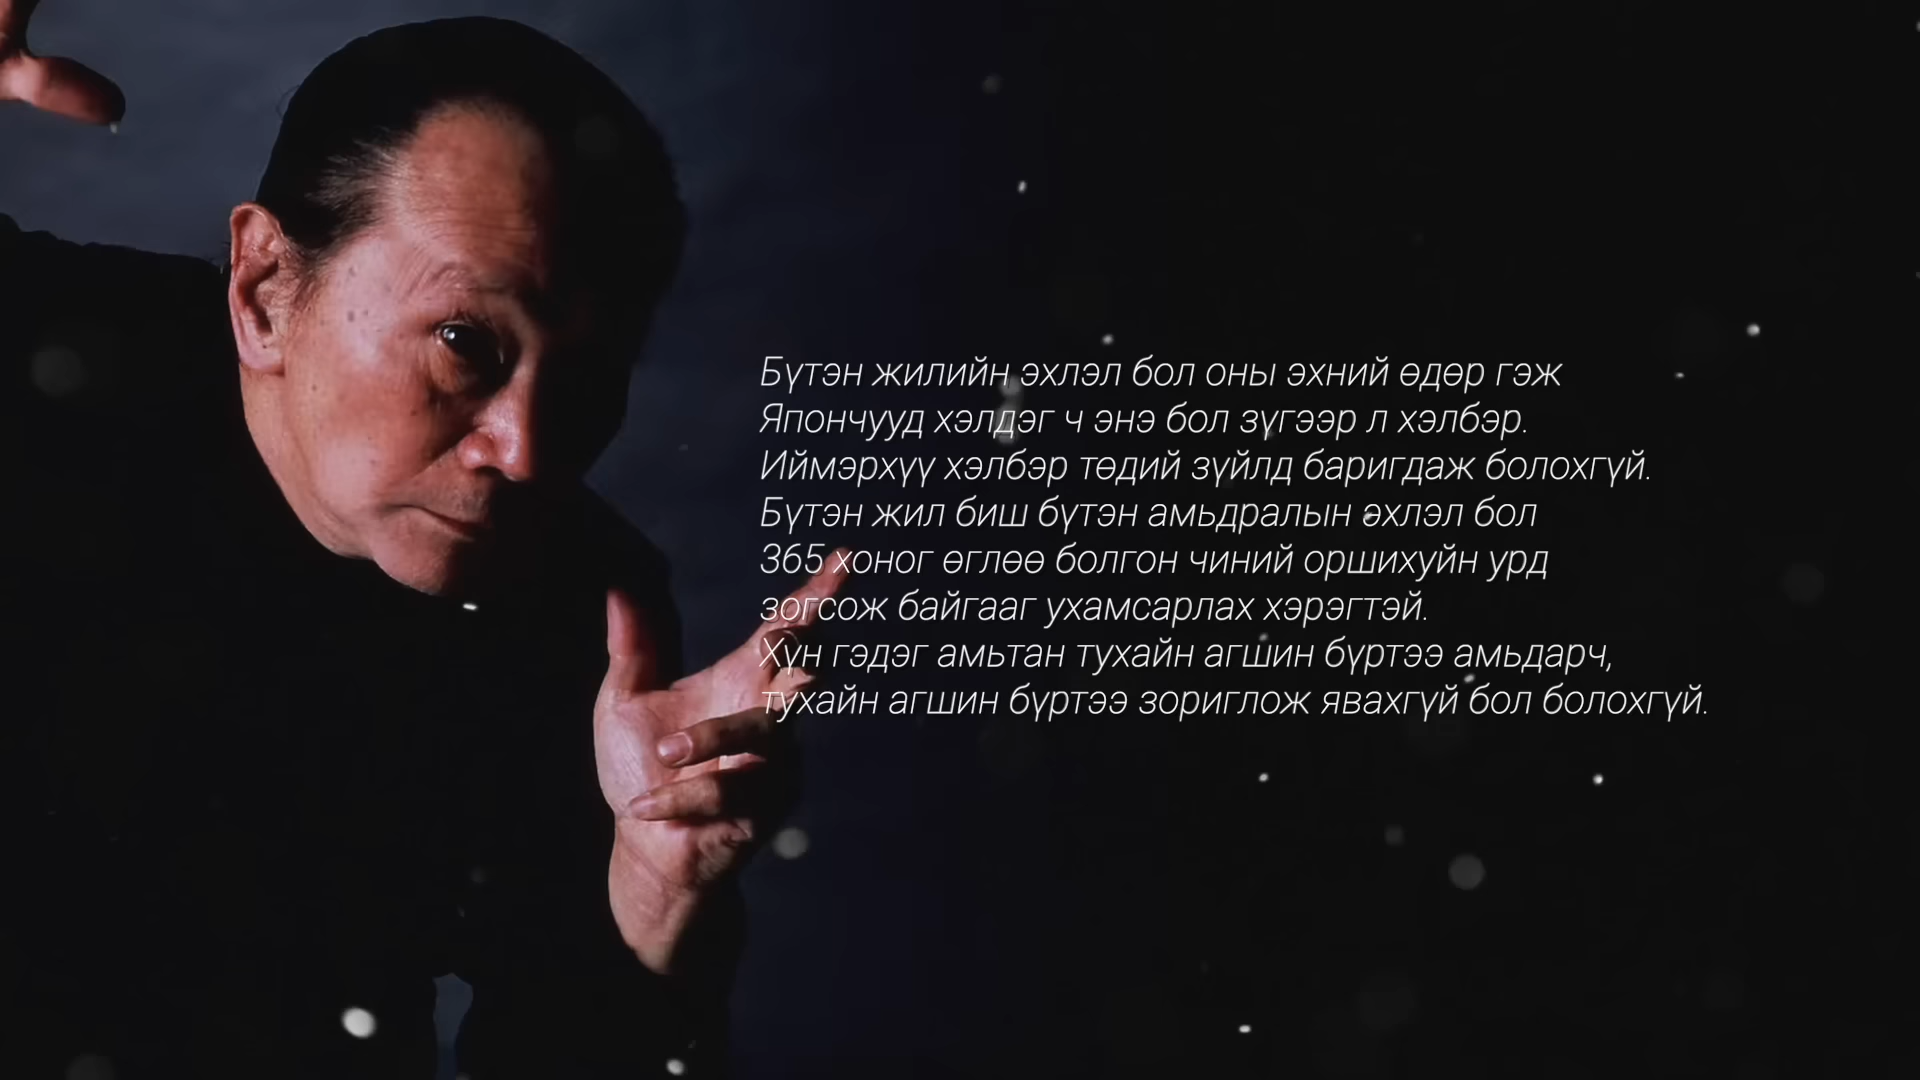 Бүтэн жилийн эхлэл бол оны эхний өдөр гэж
Япончууд хэлдэг ч энэ бол зүгээр л хэлбэр.
Иймэрхүү хэлбэр төдий зүйлд баригдаж болохгүй.
Бүтэн жил биш бүтэн амьдралын эхлэл бол
365 хоног өглөө болгон чиний оршихуйн урд
зогсож байгааг ухамсарлах хэрэгтэй.
Хүн гэдэг амьтан тухайн агшин бүртээ амьдарч,
тухайн агшин бүртээ зориглож явахгүй бол болохгүй.